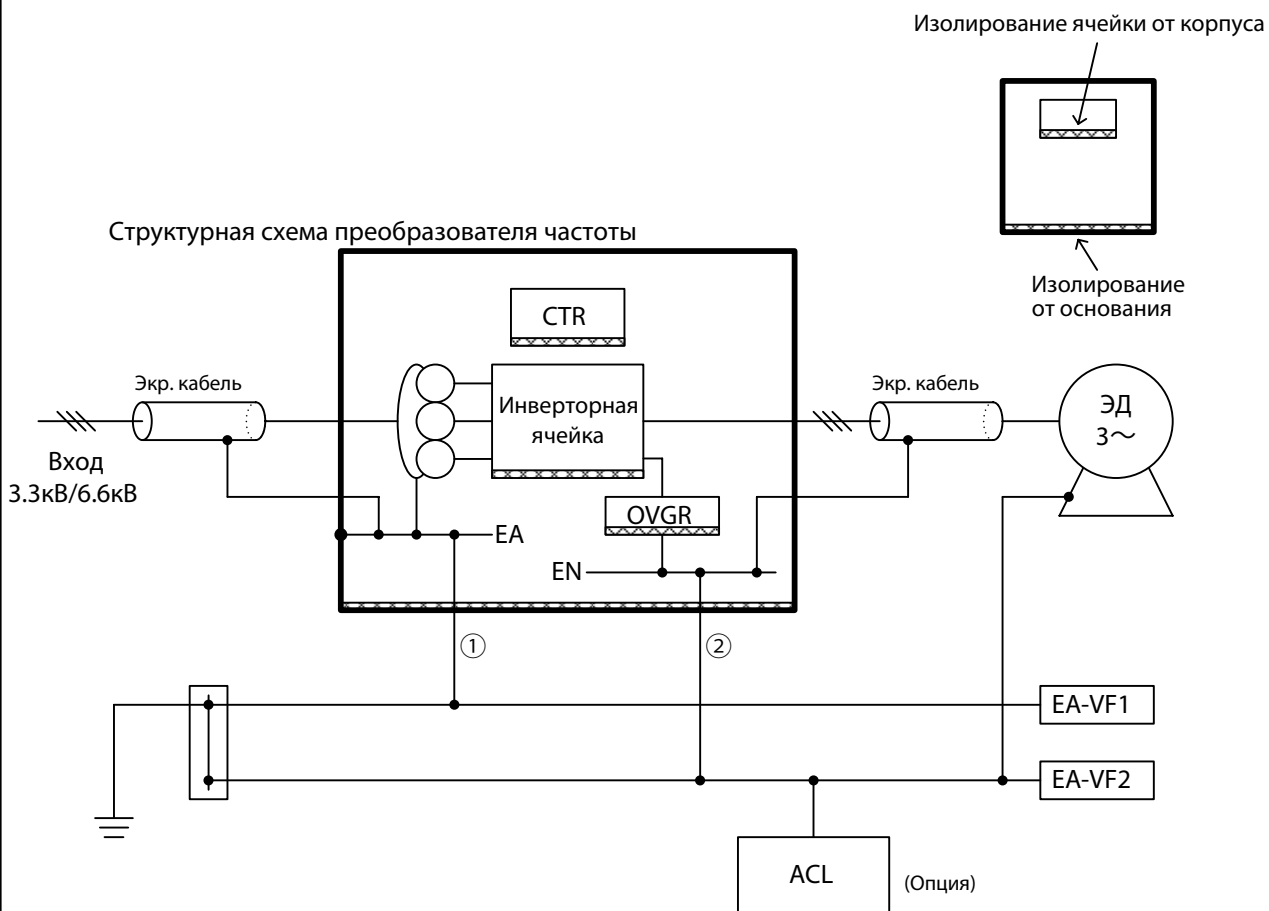 Изолирование ячейки от корпуса
Изолирование
от основания
Структурная схема преобразователя частоты
CTR
Экр. кабель
Инверторная
ячейка
Экр. кабель
ЭД
3～
Вход
3.3кВ/6.6кВ
OVGR
EA
EN
①
②
EA-VF1
EA-VF2
ACL
(Опция)